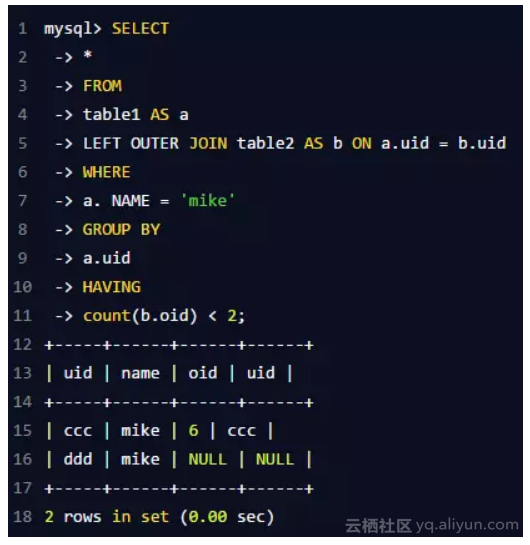 1 mysql> SELECT
2 -> *
3 -> FROM
4 -> table1 AS a
5 -> LEFT OUTER JOIN table2 AS b ON a.uid = b.uid
6 -> WHERE
7 -> a. NAME = 'mike'
8 -> GROUP BY
9 -> a.uid
10 -> HAVING
11 -> count(b.oid) < 2;
12 +-----+------+------+------+
13 | uid | name | oid | uid |
14 +-----+------+------+------+
15 | ccc | mike | 6 | ccc |
16 | ddd | mike | NULL | NULL |
17 +-----+------+------+------+
18 2 rows in set (0.00 sec)
云栖社区 yq.aliyun.com